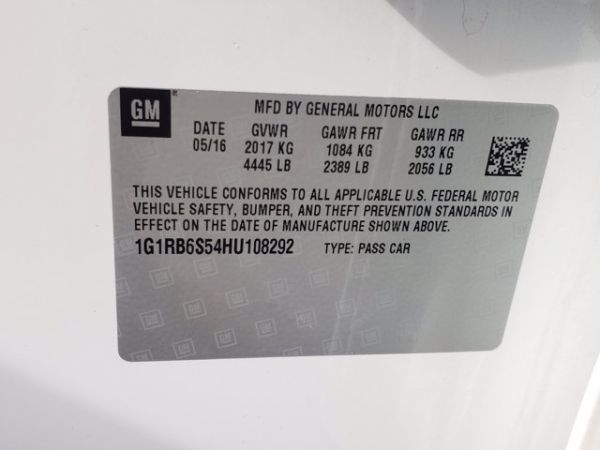 GM
MFD BY GENERAL MOTORS LLC
DATE GVWR GAWR FRT GAWR RR
05/16 2017 KG 1084 KG 933 KG
4445 LB 2389 LB 2056 LB
THIS VEHICLE CONFORMS TO ALL APPLICABLE U.S. FEDERAL MOTOR
VEHICLE SAFETY, BUMPER, AND THEFT PREVENTION STANDARDS IN
EFFECT ON THE DATE OF MANUFACTURE SHOWN ABOVE.
1G1RB6S54HU108292 TYPE: PASS CAR